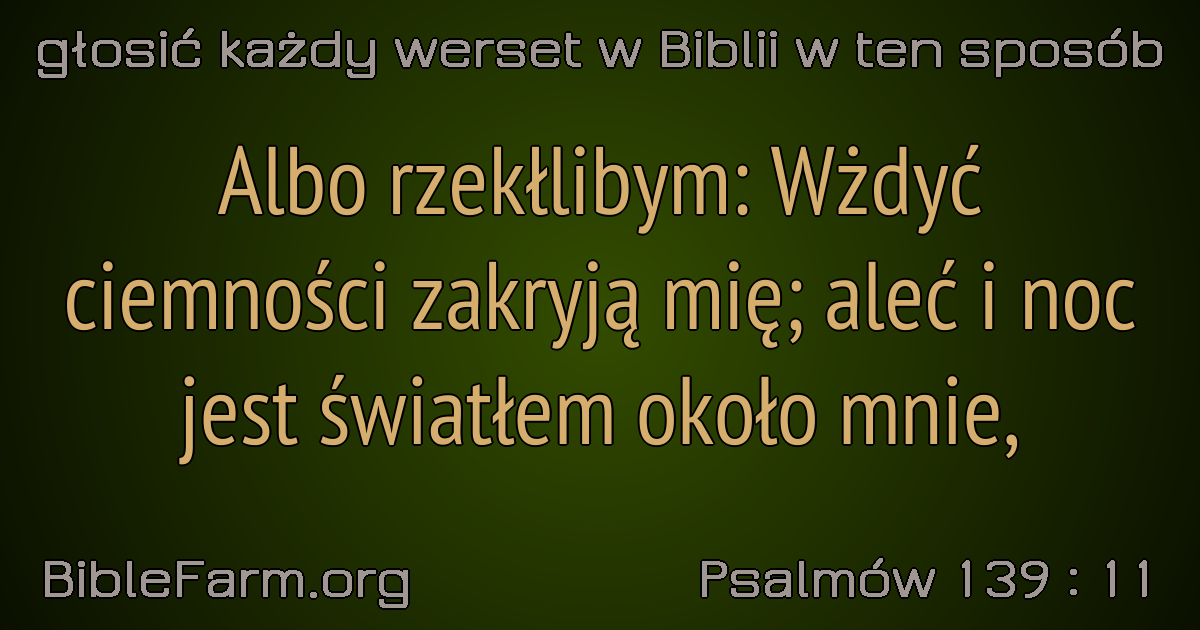 głosić każdy werset w Biblii w ten sposób
Albo rzekłlibym: Wżdyć
ciemności zakryją mię; aleć i noc
jest światłem około mnie,
BibleFarm.org
Psalmów 139 : 11